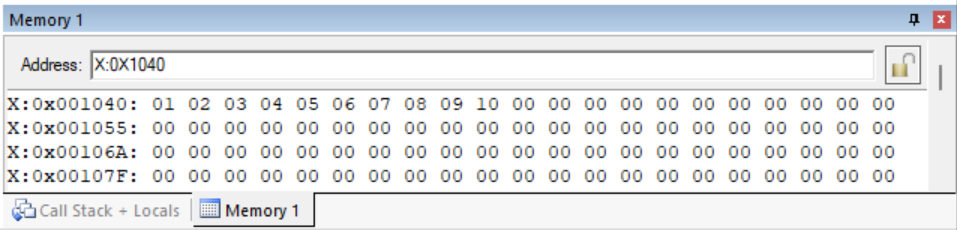 Memory 1
Address: X:0X1040
X:0x001040: 01 02 03 04 05 06 07 08 09 10 00 00 00 00 00 00 00 00 00 00 00
X:0x001055: 00 00 00 00 00 00 00 00 00 00 00 00 00 00 00 00 00 00 00 00 00
X:0x00106A: 00 00 00 00 00 00 00 00 00 00 00 00 00 00 00 00 00 00 00 00 00
X:0x00107F: 00 00 00 00 00 00 00 00 00 00 00 00 00 00 00 00 00 00 00 00 00
Call Stack + Locals Memory 1